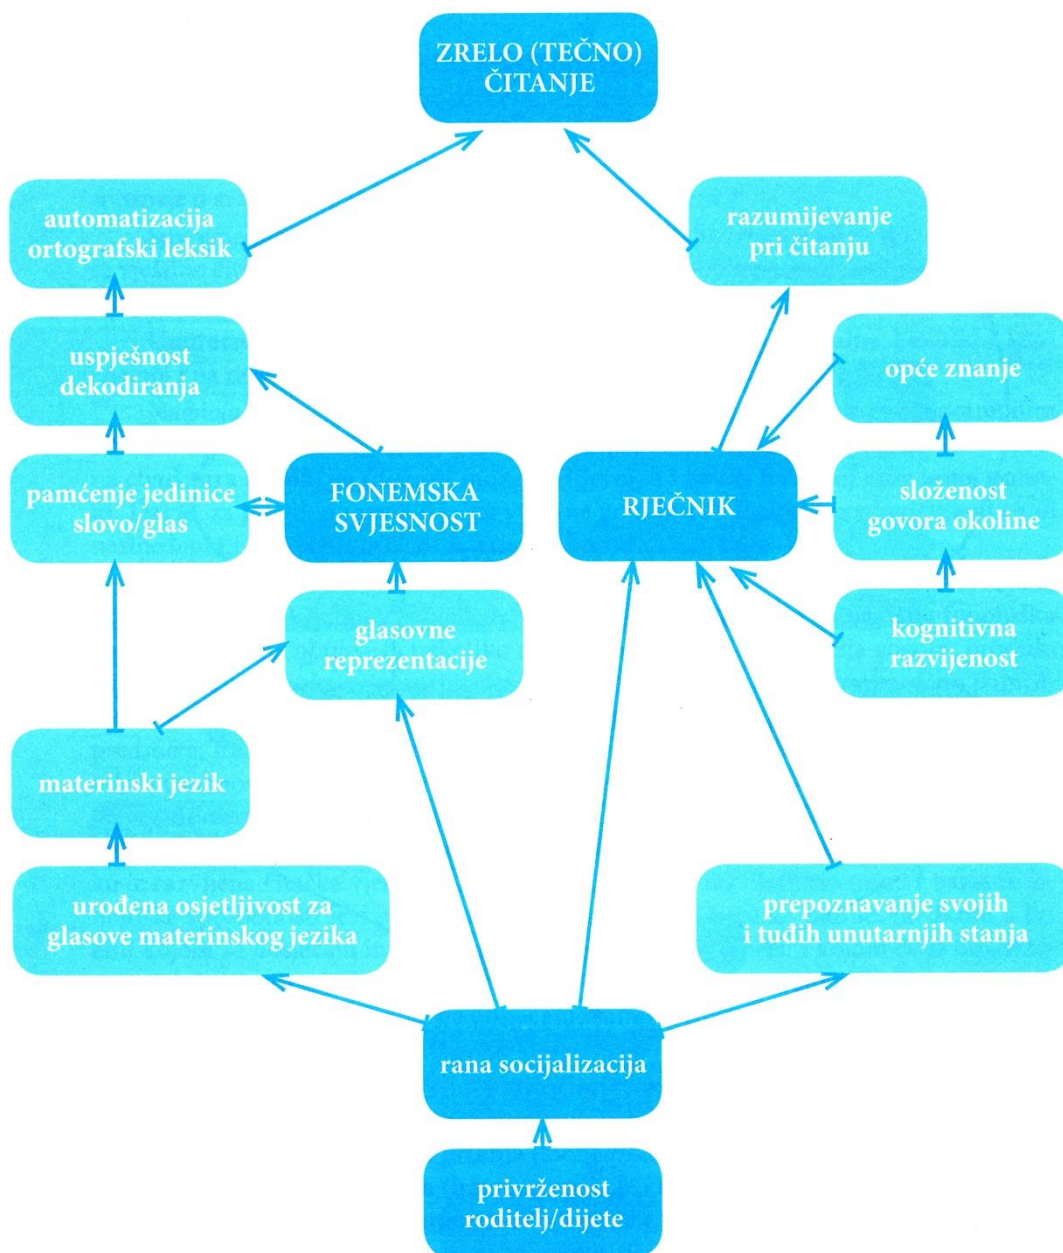 ZRELO (TEČNO)
ČITANJE
automatizacija
ortografski leksik
razumijevanje
pri čitanju
uspješnost
dekodiranja
opće znanje
pamćenje jedinice
slovo/glas
FONEMSKA
SVJESNOST
RJEČNIK
složenost
govora okoline
glasovne
reprezentacije
kognitivna
razvijenost
materinski jezik
urođena osjetljivost za
glasove materinskog jezika
prepoznavanje svojih
i tuđih unutarnjih stanja
rana socijalizacija
privrženost
roditelj/dijete